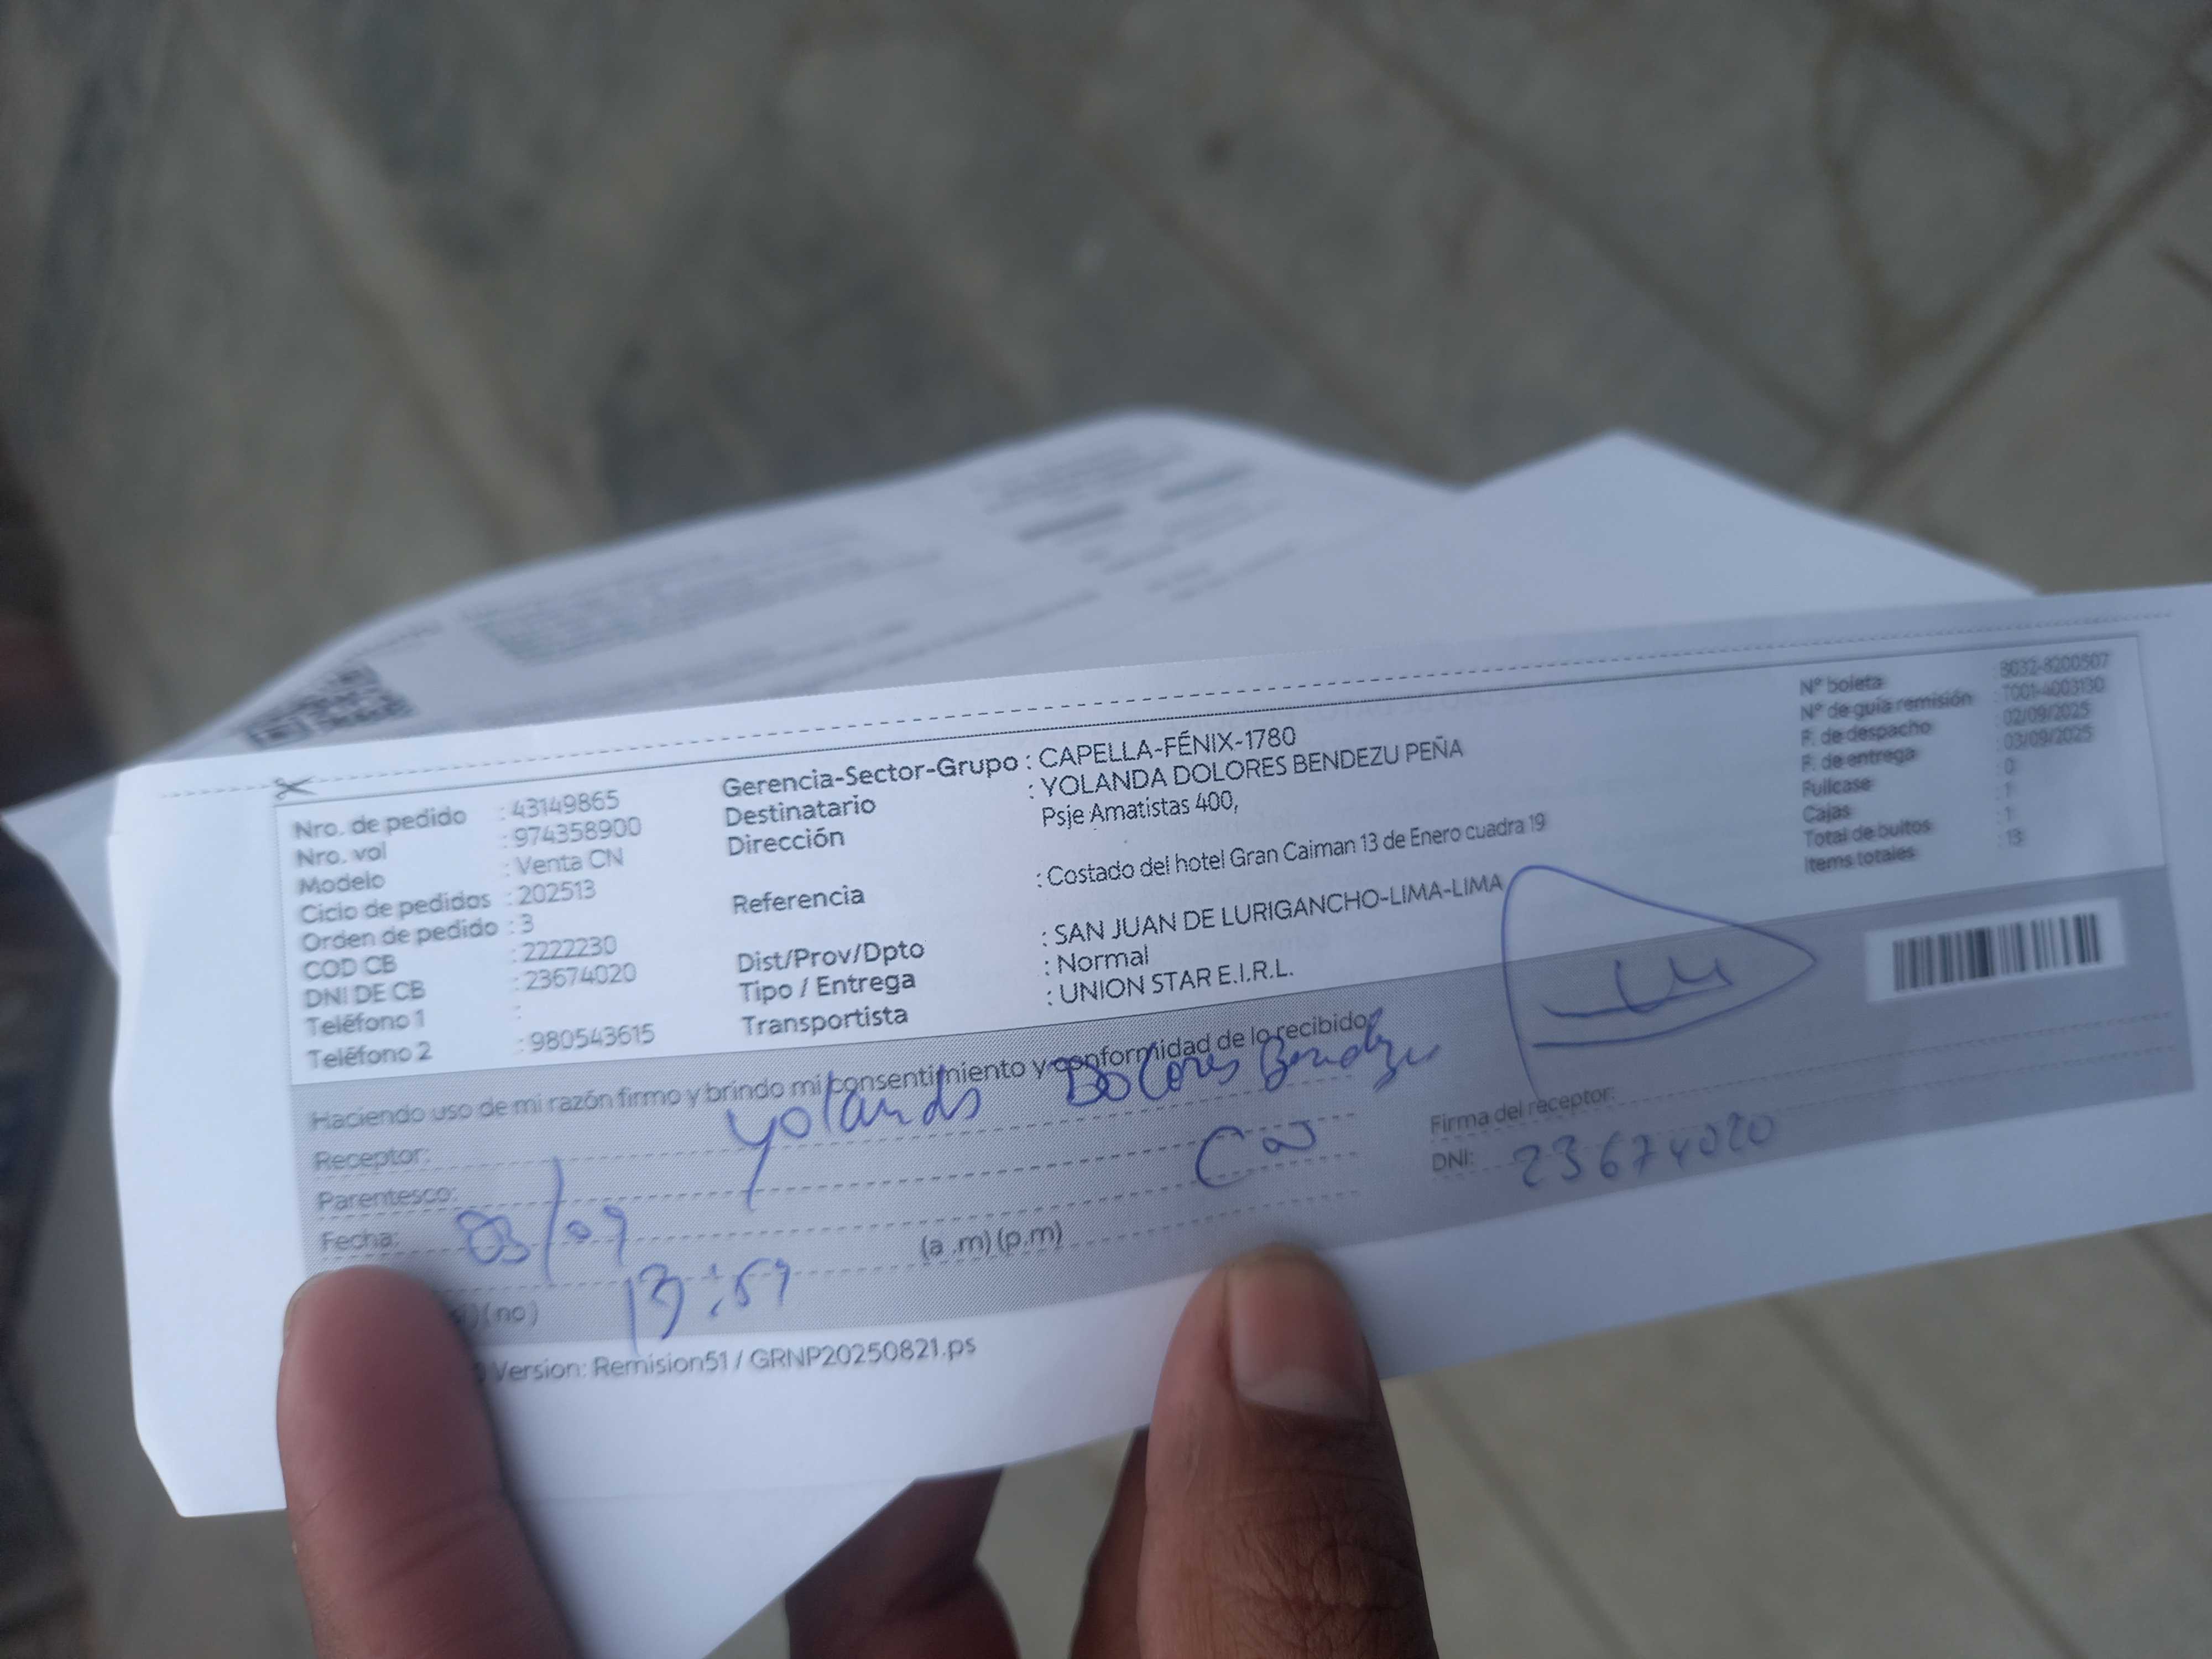 Nro. de pedido : 43149865
Nro. vol : 974358900
Modelo : Venta CN
Ciclo de pedidos : 202513
Orden de pedido : 3
COD CB : 2222230
DNI DE CB : 23674020
Teléfono 1 :
Teléfono 2 : 980543615
Gerencia-Sector-Grupo : CAPELLA-FÉNIX-1780
Destinatario : YOLANDA DOLORES BENDEZU PEÑA
Dirección Psje Amatistas 400,
Referencia : Costado del hotel Gran Caiman 13 de Enero cuadra 19
Dist/Prov/Dpto : SAN JUAN DE LURIGANCHO-LIMA-LIMA
Tipo / Entrega : Normal
Transportista : UNION STAR E.I.R.L.
Nº boleta : B032-8200507
Nº de guía remisión : T001-4003130
F. de despacho : 02/09/2025
F. de entrega : 03/09/2025
Fullcase : 0
Cajas : 1
Total de bultos : 1
Items totales : 13
Haciendo uso de mi razón firmo y brindo mi consentimiento y conformidad de lo recibido
Receptor: Yolanda Dolores Bendezu
Parentesco:
Fecha: 03/09
(a .m) (p.m)
(no) 13:59
Firma del receptor:
DNI: 23674020
Version: Remision51 / GRNP20250821.ps